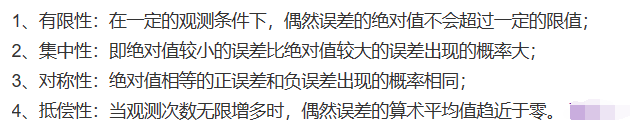 1、有限性：在一定的观测条件下，偶然误差的绝对值不会超过一定的限值；
2、集中性：即绝对值较小的误差比绝对值较大的误差出现的概率大；
3、对称性：绝对值相等的正误差和负误差出现的概率相同；
4、抵偿性：当观测次数无限增多时，偶然误差的算术平均值趋近于零。